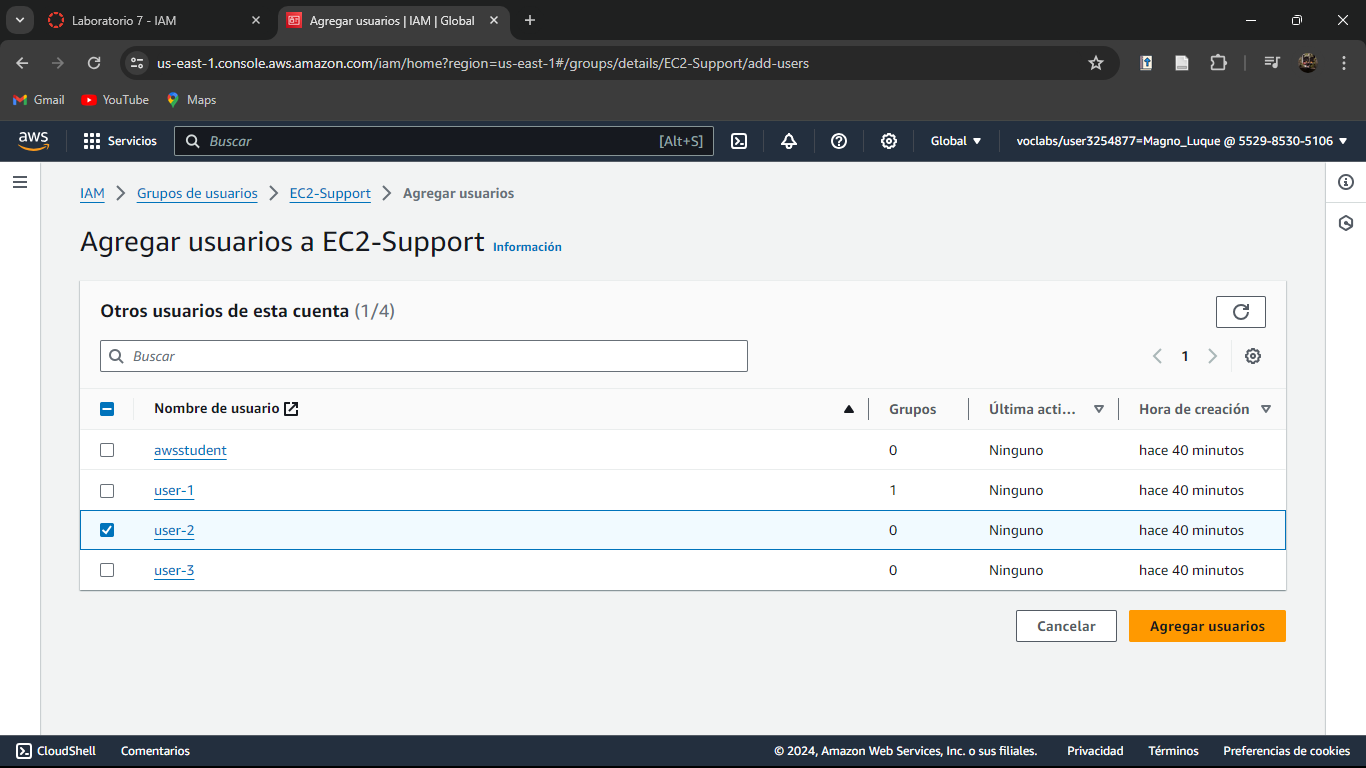 Laboratorio 7 - IAM
Agregar usuarios | IAM | Global
us-east-1.console.aws.amazon.com/iam/home?region=us-east-1#/groups/details/EC2-Support/add-users
Gmail YouTube Maps
aws Servicios Buscar [Alt+S] Global voclabs/user3254877=Magno_Luque @ 5529-8530-5106
IAM Grupos de usuarios EC2-Support Agregar usuarios
Agregar usuarios a EC2-Support Información
Otros usuarios de esta cuenta (1/4)
Buscar 1
Nombre de usuario Grupos Última acti... Hora de creación
awsstudent 0 Ninguno hace 40 minutos
user-1 1 Ninguno hace 40 minutos
user-2 0 Ninguno hace 40 minutos
user-3 0 Ninguno hace 40 minutos
Cancelar Agregar usuarios
CloudShell Comentarios © 2024, Amazon Web Services, Inc. o sus filiales. Privacidad Términos Preferencias de cookies